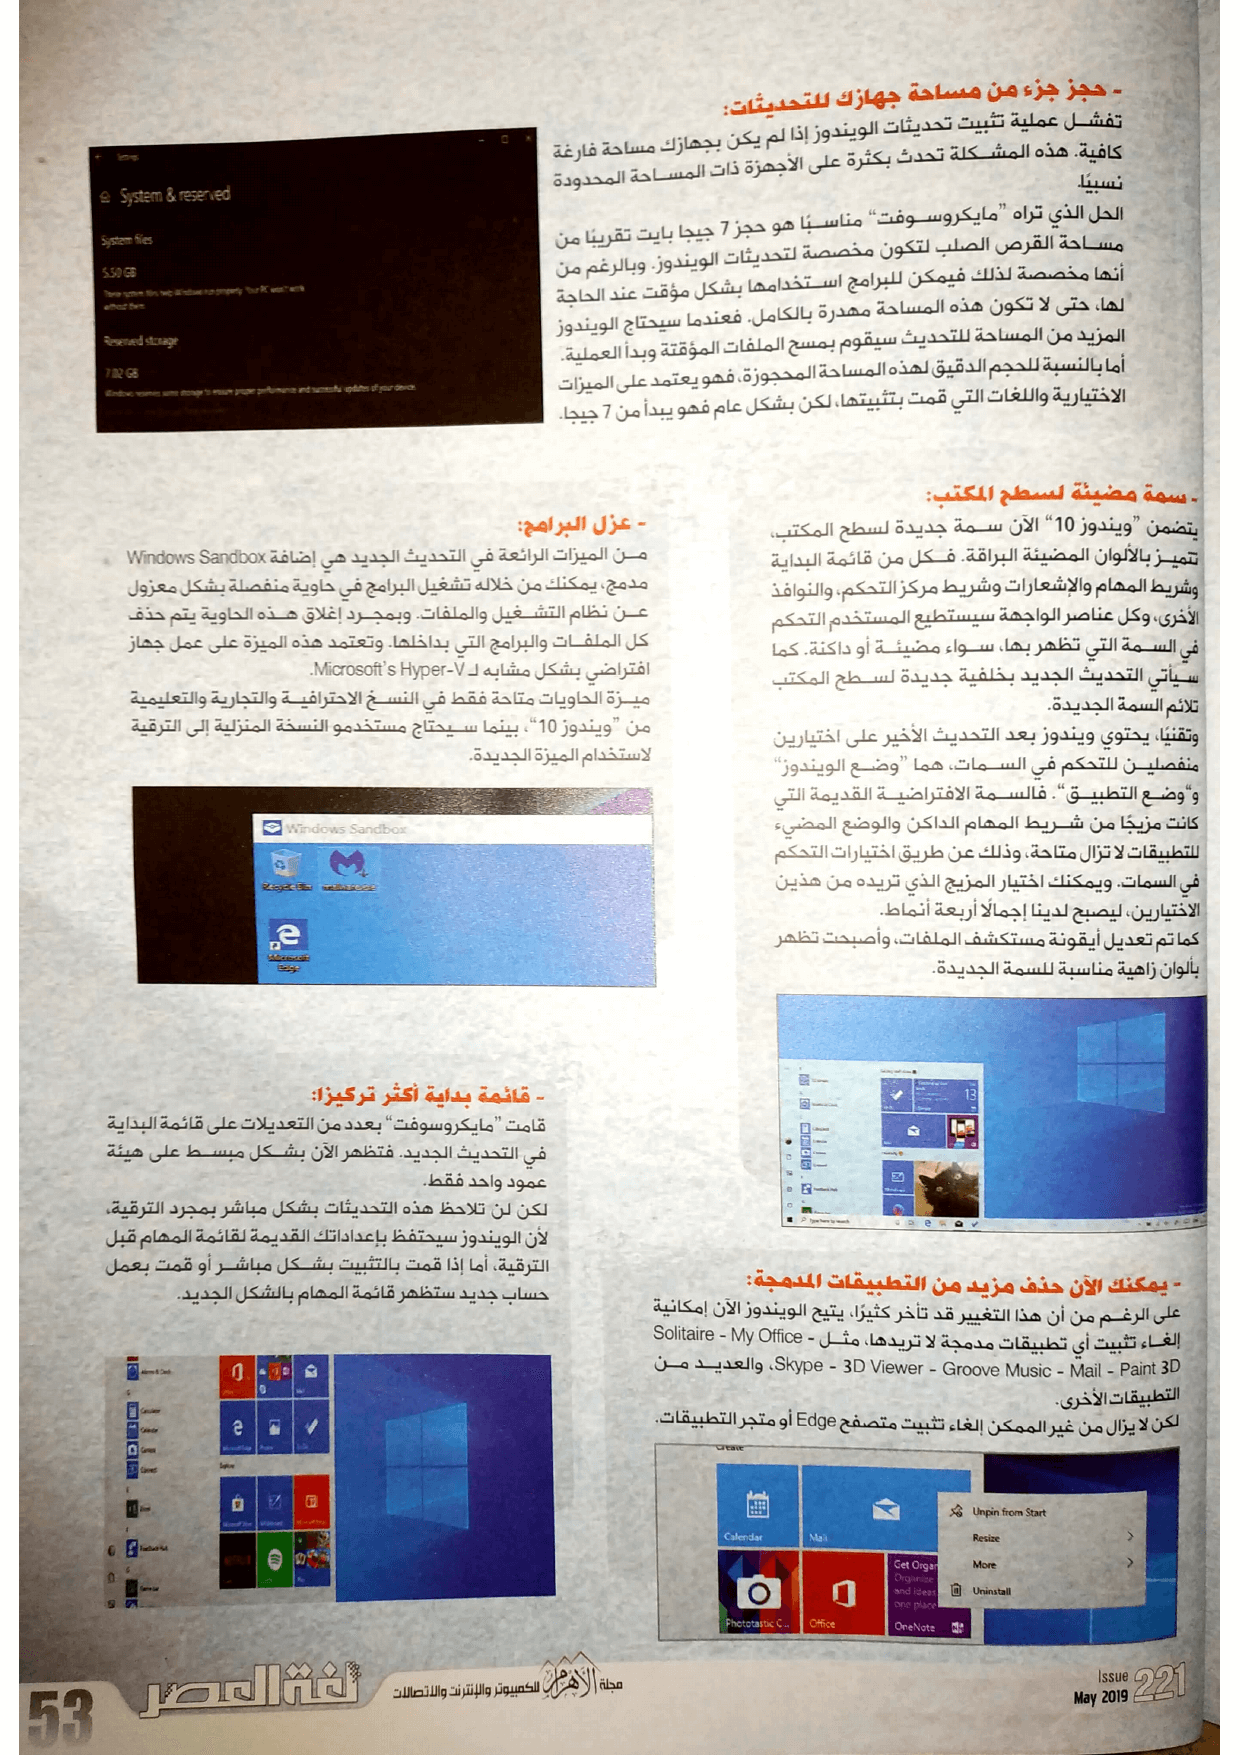 - حجز جزء من مساحة جهازك للتحديثات:
تفشل عملية تثبيت تحديثات الويندوز إذا لم يكن بجهازك مساحة فارغة
كافية. هذه المشكلة تحدث بكثرة على الأجهزة ذات المساحة المحدودة
نسبيًا.
الحل الذي تراه "مايكروسوفت" مناسبًا هو حجز 7 جيجا بايت تقريبًا من
مساحة القرص الصلب لتكون مخصصة لتحديثات الويندوز. وبالرغم من
أنها مخصصة لذلك فيمكن للبرامج استخدامها بشكل مؤقت عند الحاجة
لها، حتى لا تكون هذه المساحة مهدرة بالكامل. فعندما سيحتاج الويندوز
المزيد من المساحة للتحديث سيقوم بمسح الملفات المؤقتة وبدأ العملية.
أما بالنسبة للحجم الدقيق لهذه المساحة المحجوزة، فهو يعتمد على الميزات
الاختيارية واللغات التي قمت بتثبيتها، لكن بشكل عام فهو يبدأ من 7 جيجا.
Settings
System & reserved
System files
5.50 GB
These system files help Windows run properly. Your PC won't work
without them.
Reserved storage
7.02 GB
Windows reserves some storage to ensure proper performance and successful updates of your device.
- سمة مضيئة لسطح المكتب:
يتضمن "ويندوز 10" الآن سمة جديدة لسطح المكتب،
تتميز بالألوان المضيئة البراقة. فكل من قائمة البداية
وشريط المهام والإشعارات وشريط مركز التحكم، والنوافذ
الأخرى، وكل عناصر الواجهة سيستطيع المستخدم التحكم
في السمة التي تظهر بها، سواء مضيئة أو داكنة. كما
سيأتي التحديث الجديد بخلفية جديدة لسطح المكتب
تلائم السمة الجديدة.
وتقنيًا، يحتوي ويندوز بعد التحديث الأخير على اختيارين
منفصلين للتحكم في السمات، هما "وضع الويندوز"
و"وضع التطبيق". فالسمة الافتراضية القديمة التي
كانت مزيجًا من شريط المهام الداكن والوضع المضيء
للتطبيقات لا تزال متاحة، وذلك عن طريق اختيارات التحكم
في السمات. ويمكنك اختيار المزيج الذي تريده من هذين
الاختيارين، ليصبح لدينا إجمالًا أربعة أنماط.
كما تم تعديل أيقونة مستكشف الملفات، وأصبحت تظهر
بألوان زاهية مناسبة للسمة الجديدة.
13
Type here to search
- يمكنك الآن حذف مزيد من التطبيقات المدمجة:
على الرغم من أن هذا التغيير قد تأخر كثيرًا، يتيح الويندوز الآن إمكانية
إلغاء تثبيت أي تطبيقات مدمجة لا تريدها، مثل - Solitaire - My Office
Skype - 3D Viewer - Groove Music - Mail - Paint 3D، والعديد من
التطبيقات الأخرى.
لكن لا يزال من غير الممكن إلغاء تثبيت متصفح Edge أو متجر التطبيقات.
Create
Calendar
Mail
Phototastic C...
Office
Get Organ
Organize
and ideas
one place
OneNote
Unpin from Start
Resize
More
Uninstall
- عزل البرامج:
من الميزات الرائعة في التحديث الجديد هي إضافة Windows Sandbox
مدمج، يمكنك من خلاله تشغيل البرامج في حاوية منفصلة بشكل معزول
عن نظام التشغيل والملفات. وبمجرد إغلاق هذه الحاوية يتم حذف
كل الملفات والبرامج التي بداخلها. وتعتمد هذه الميزة على عمل جهاز
افتراضي بشكل مشابه لـ Microsoft's Hyper-V.
ميزة الحاويات متاحة فقط في النسخ الاحترافية والتجارية والتعليمية
من "ويندوز 10"، بينما سيحتاج مستخدمو النسخة المنزلية إلى الترقية
لاستخدام الميزة الجديدة.
Windows Sandbox
Recycle Bin
Microsoft
Edge
- قائمة بداية أكثر تركيزا:
قامت "مايكروسوفت" بعدد من التعديلات على قائمة البداية
في التحديث الجديد. فتظهر الآن بشكل مبسط على هيئة
عمود واحد فقط.
لكن لن تلاحظ هذه التحديثات بشكل مباشر بمجرد الترقية،
لأن الويندوز سيحتفظ بإعداداتك القديمة لقائمة المهام قبل
الترقية، أما إذا قمت بالتثبيت بشكل مباشر أو قمت بعمل
حساب جديد ستظهر قائمة المهام بالشكل الجديد.
Issue 221
May 2019
مجلة الأهرام للكمبيوتر والإنترنت والاتصالات
لغة العصر
53